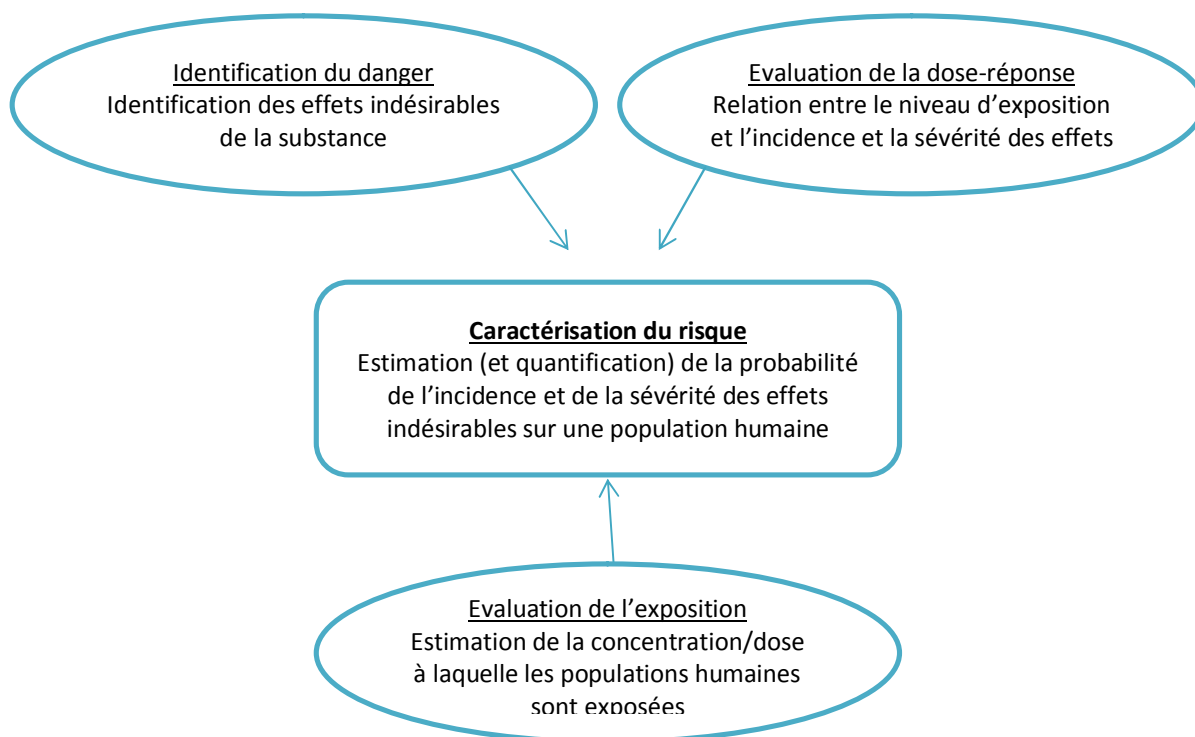 Identification du danger
Identification des effets indésirables
de la substance
Evaluation de la dose-réponse
Relation entre le niveau d’exposition
et l’incidence et la sévérité des effets
Caractérisation du risque
Estimation (et quantification) de la probabilité
de l’incidence et de la sévérité des effets
indésirables sur une population humaine
Evaluation de l’exposition
Estimation de la concentration/dose
à laquelle les populations humaines
sont exposées